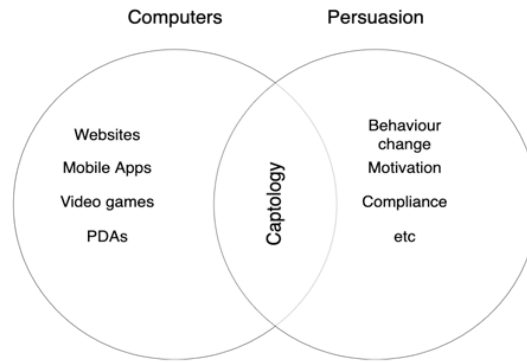 Computers
Persuasion
Websites
Mobile Apps
Video games
PDAs
Captology
Behaviour
change
Motivation
Compliance
etc